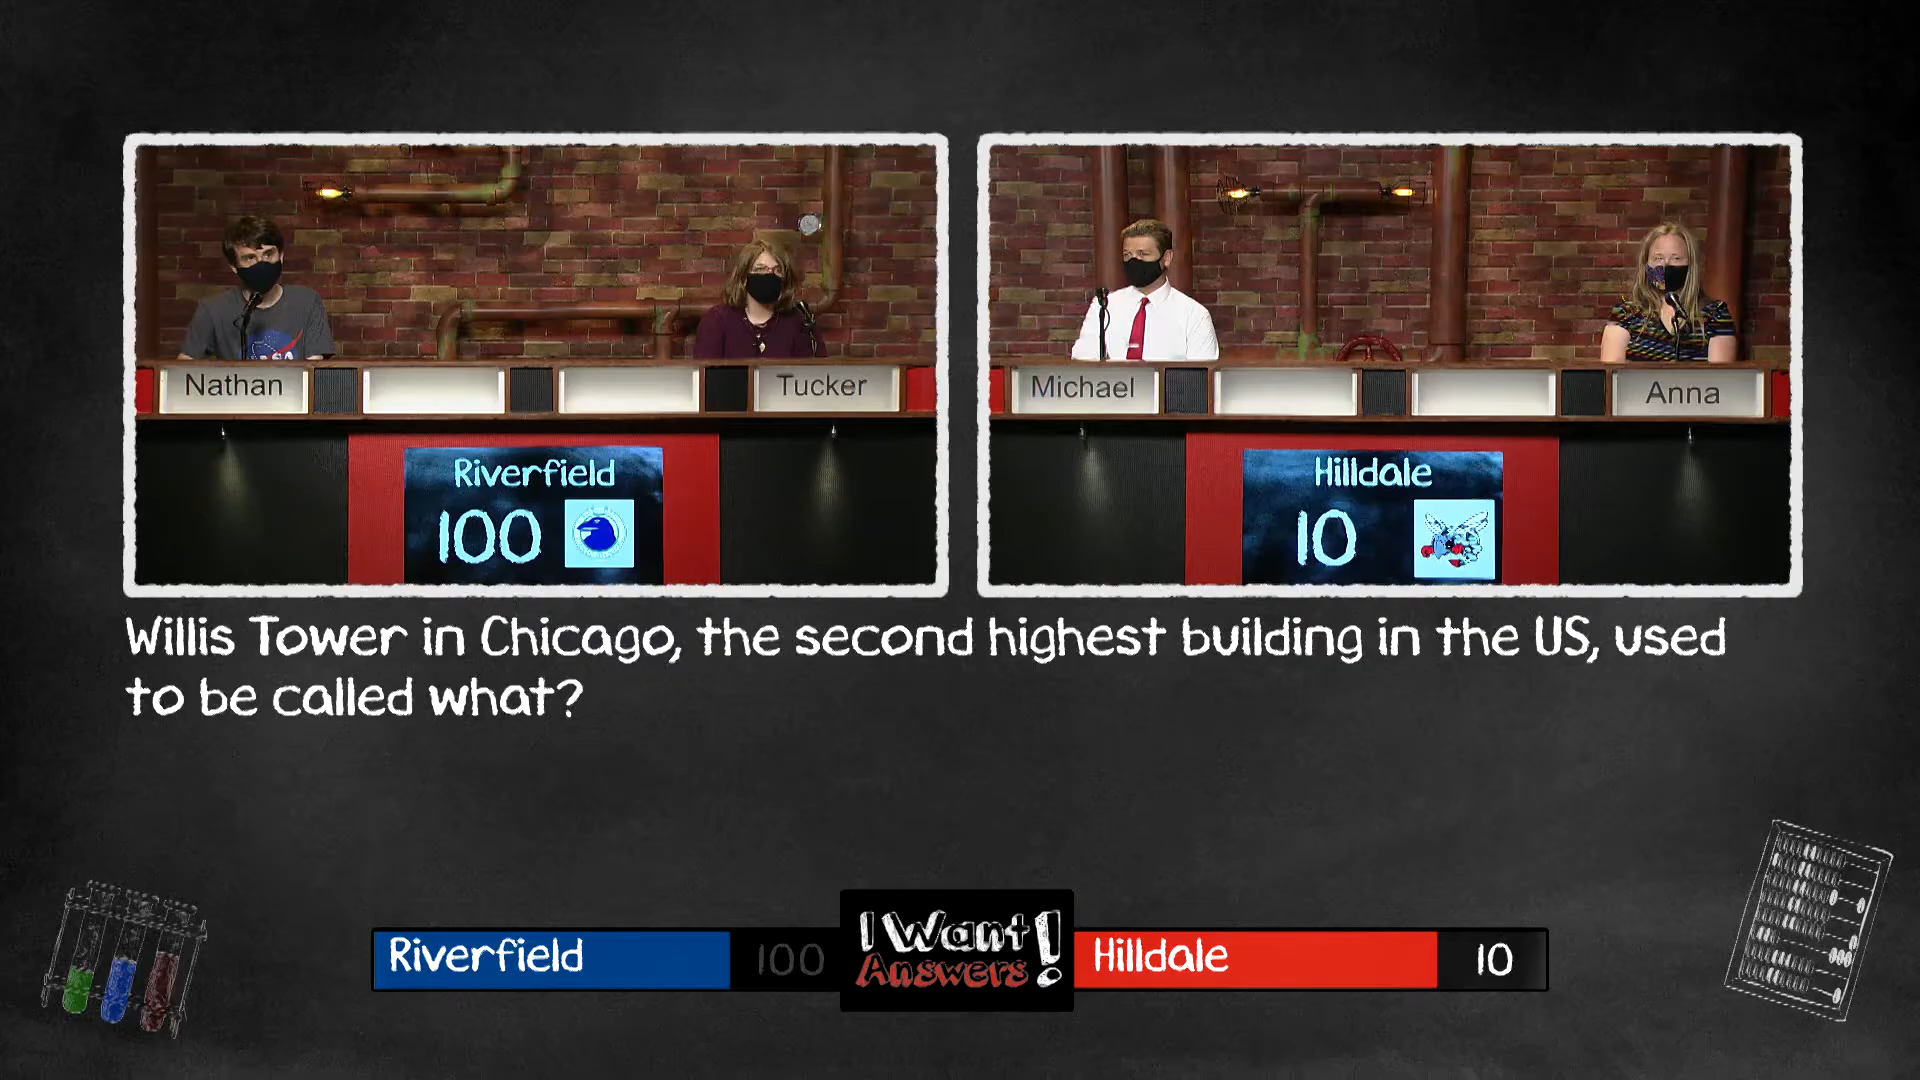 Nathan
Tucker
Michael
Anna
Riverfield
100
Hilldale
10
Willis Tower in Chicago, the second highest building in the US, used
to be called what?
Riverfield
100
I Want
Answers!
Hilldale
10